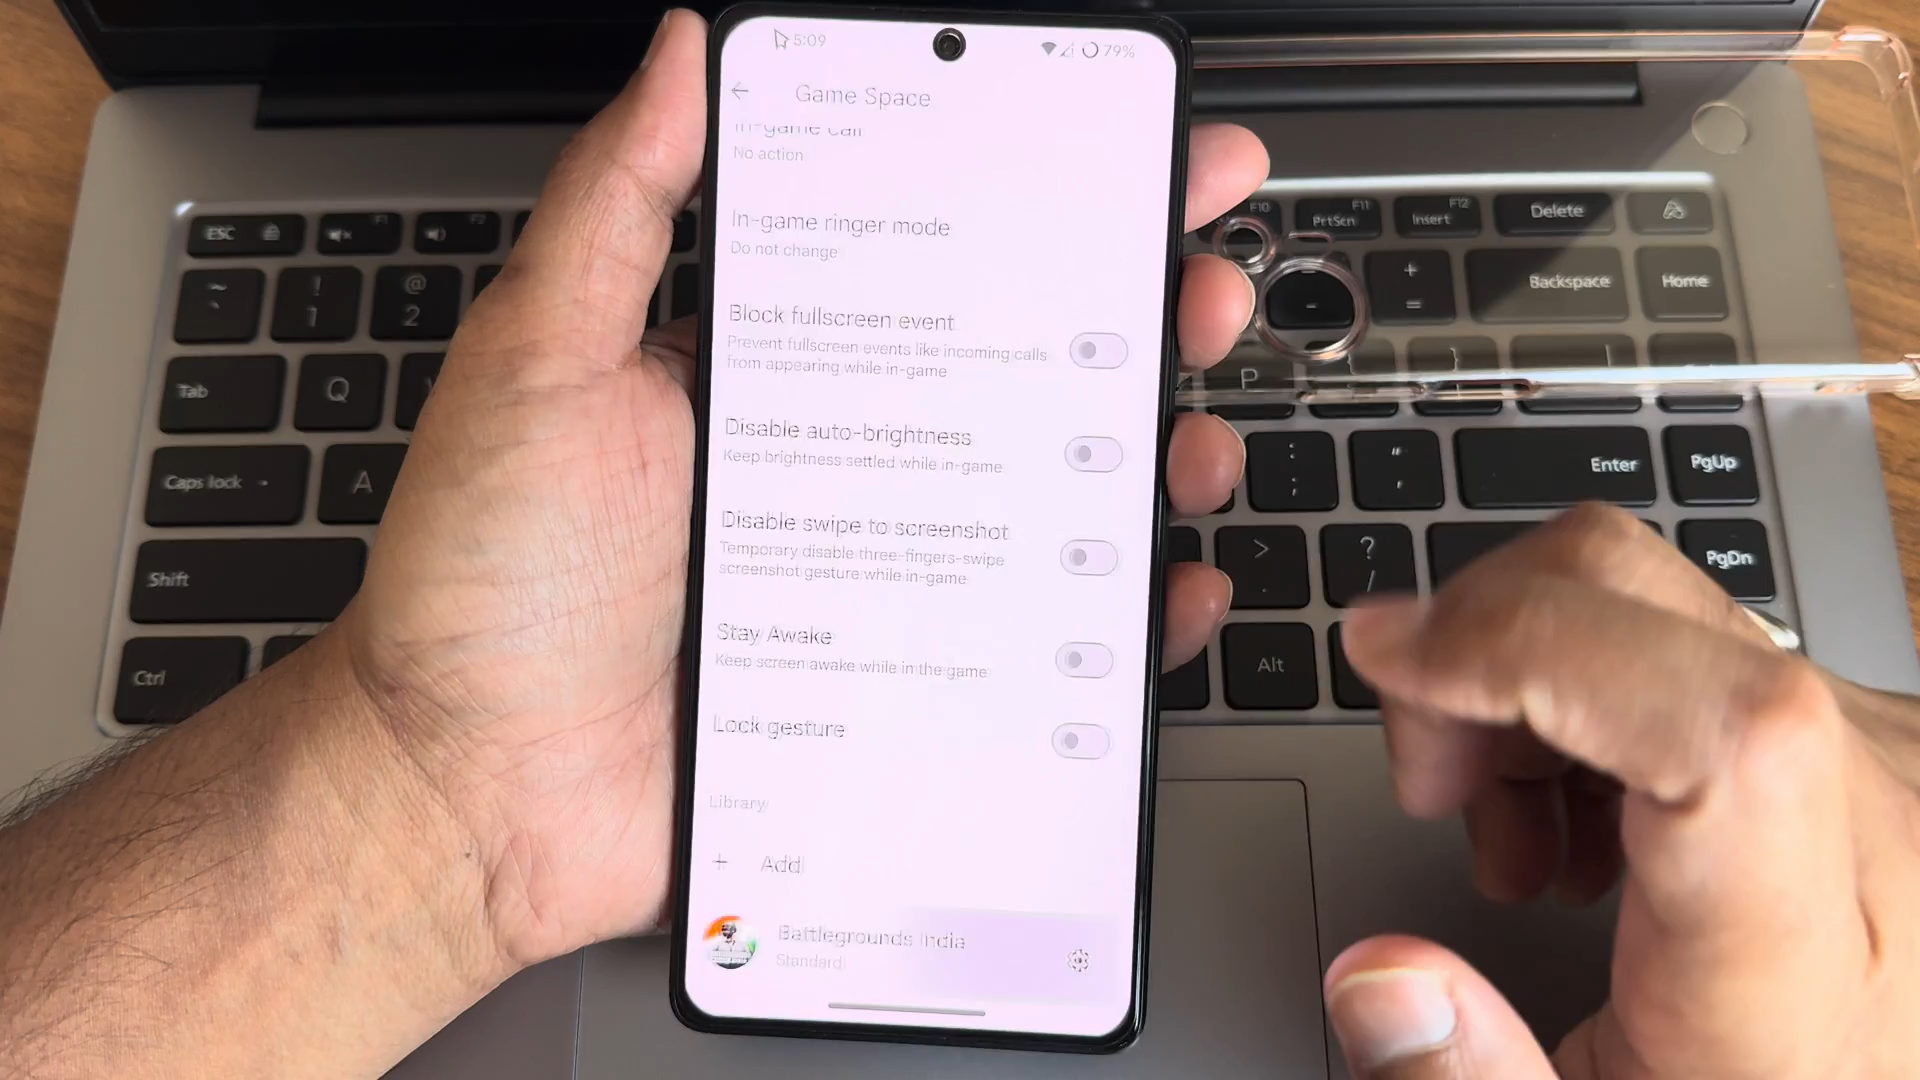 5:09
79%
Game Space
In-game call
No action
In-game ringer mode
Do not change
Block fullscreen event
Prevent fullscreen events like incoming calls
from appearing while in-game
Disable auto-brightness
Keep brightness settled while in-game
Disable swipe to screenshot
Temporary disable three-fingers-swipe
screenshot gesture while in-game
Stay Awake
Keep screen awake while in the game
Lock gesture
Library
+ Add
Battlegrounds India
Standard
ESC
F1
F2
F10
F11
PrtScn
F12
Insert
Delete
~
`
!
1
@
2
-
+
=
Backspace
Home
Tab
Q
P
}
|
Caps lock
A
:
;
"
'
Enter
PgUp
Shift
>
.
?
/
PgDn
Ctrl
Alt